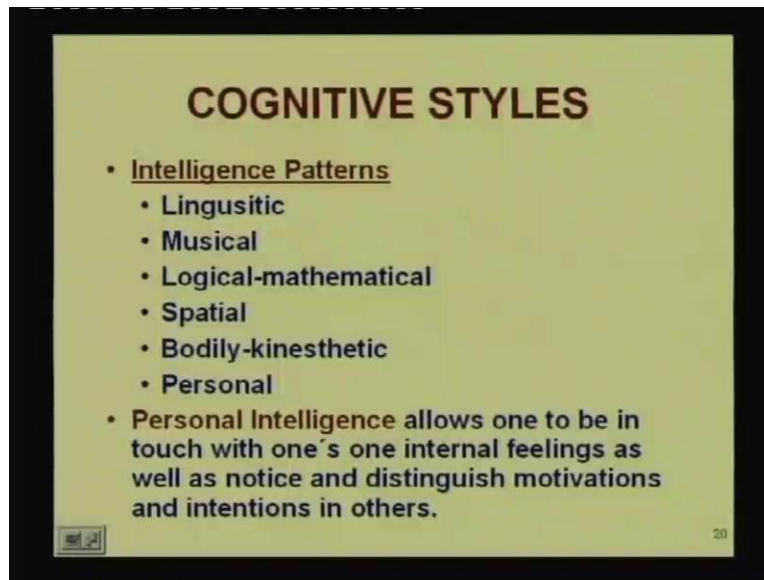 COGNITIVE STYLES
• Intelligence Patterns
• Lingusitic
• Musical
• Logical-mathematical
• Spatial
• Bodily-kinesthetic
• Personal
• Personal Intelligence allows one to be in
touch with one´s one internal feelings as
well as notice and distinguish motivations
and intentions in others.
20